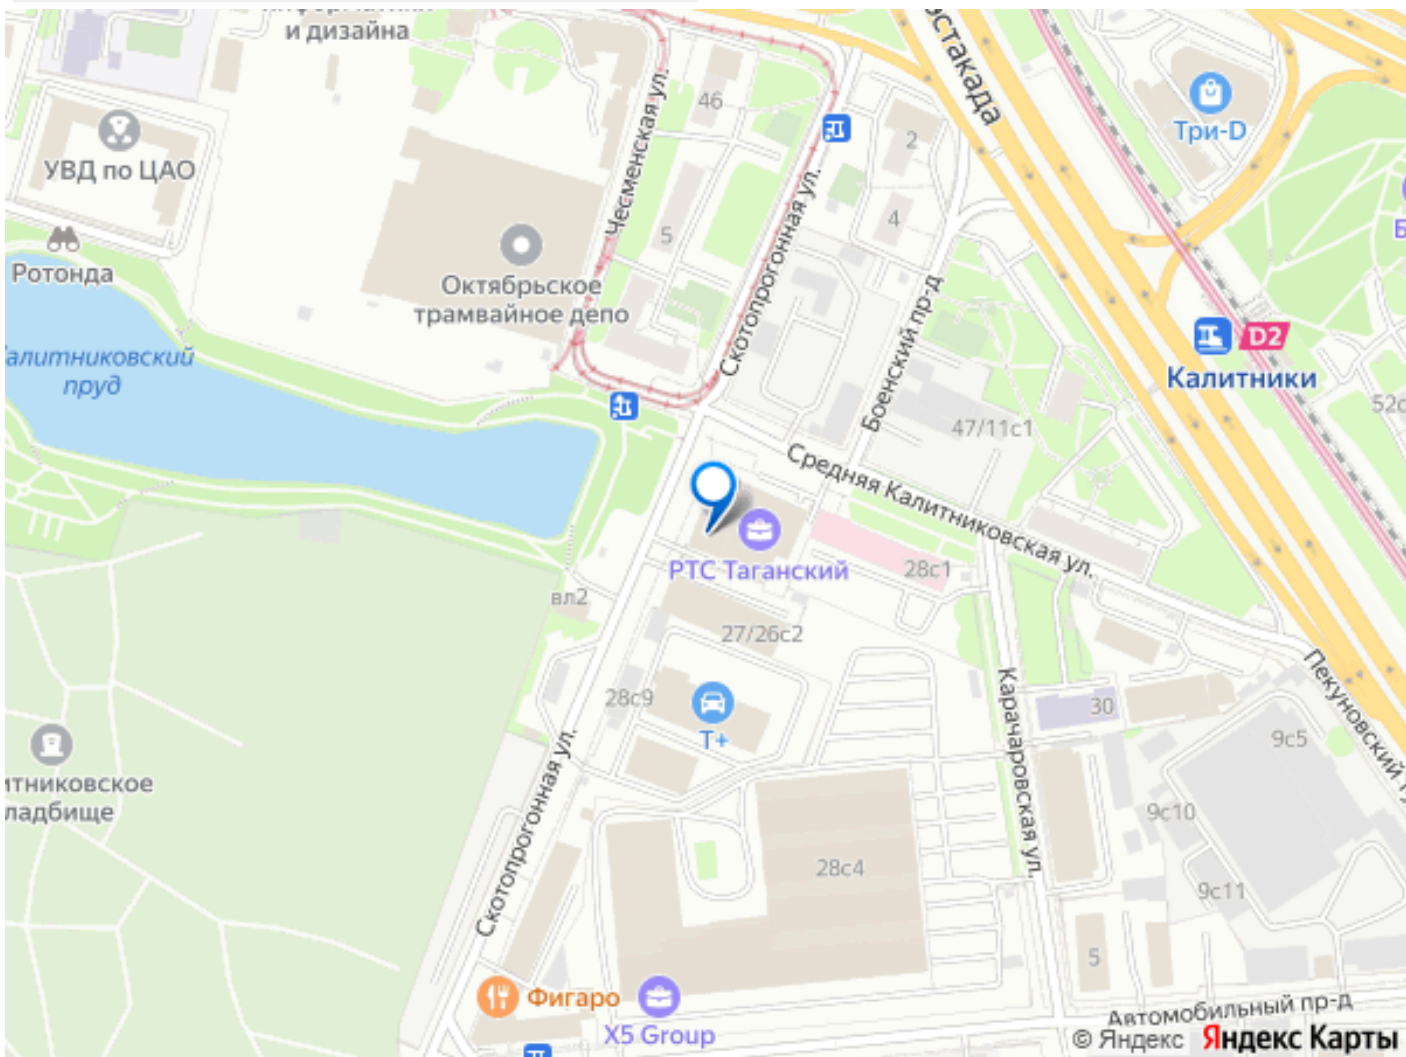 и дизайна
остакада
46
Три-D
2
УВД по ЦАО
Чесменская ул.
Скотопрогонная ул.
4
5
Ротонда
Октябрьское
трамвайное депо
Боенский пр-д
D2
Калитники
алитниковский
пруд
52с
47/11с1
Средняя Калитниковская ул.
РТС Таганский
28с1
вл2
27/26с2
28с9
Т+
Карачаровская ул.
30
Пекуновский
9с5
итниковское
ладбище
9с10
Скотопрогонная ул.
28с4
9с11
5
Фигаро
X5 Group
Автомобильный пр-д
© Яндекс Яндекс Карты